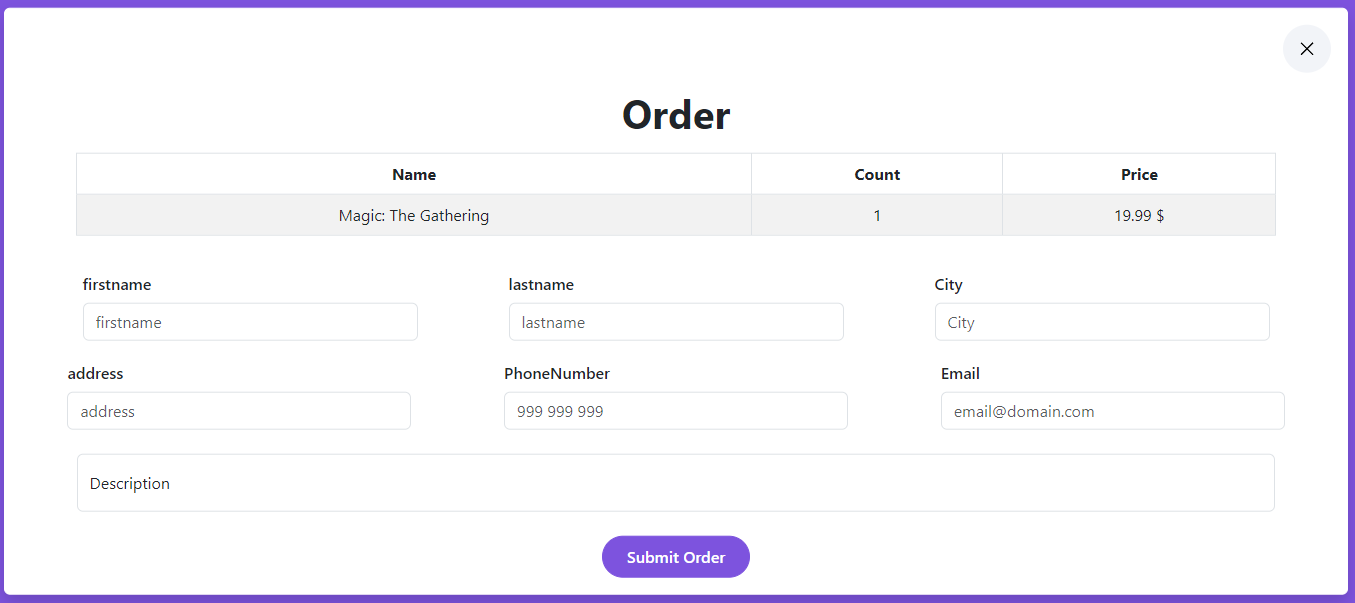 Order
Name Count Price
Magic: The Gathering 1 19.99 $
firstname lastname City
firstname lastname City
address PhoneNumber Email
address 999 999 999 email@domain.com
Description
Submit Order